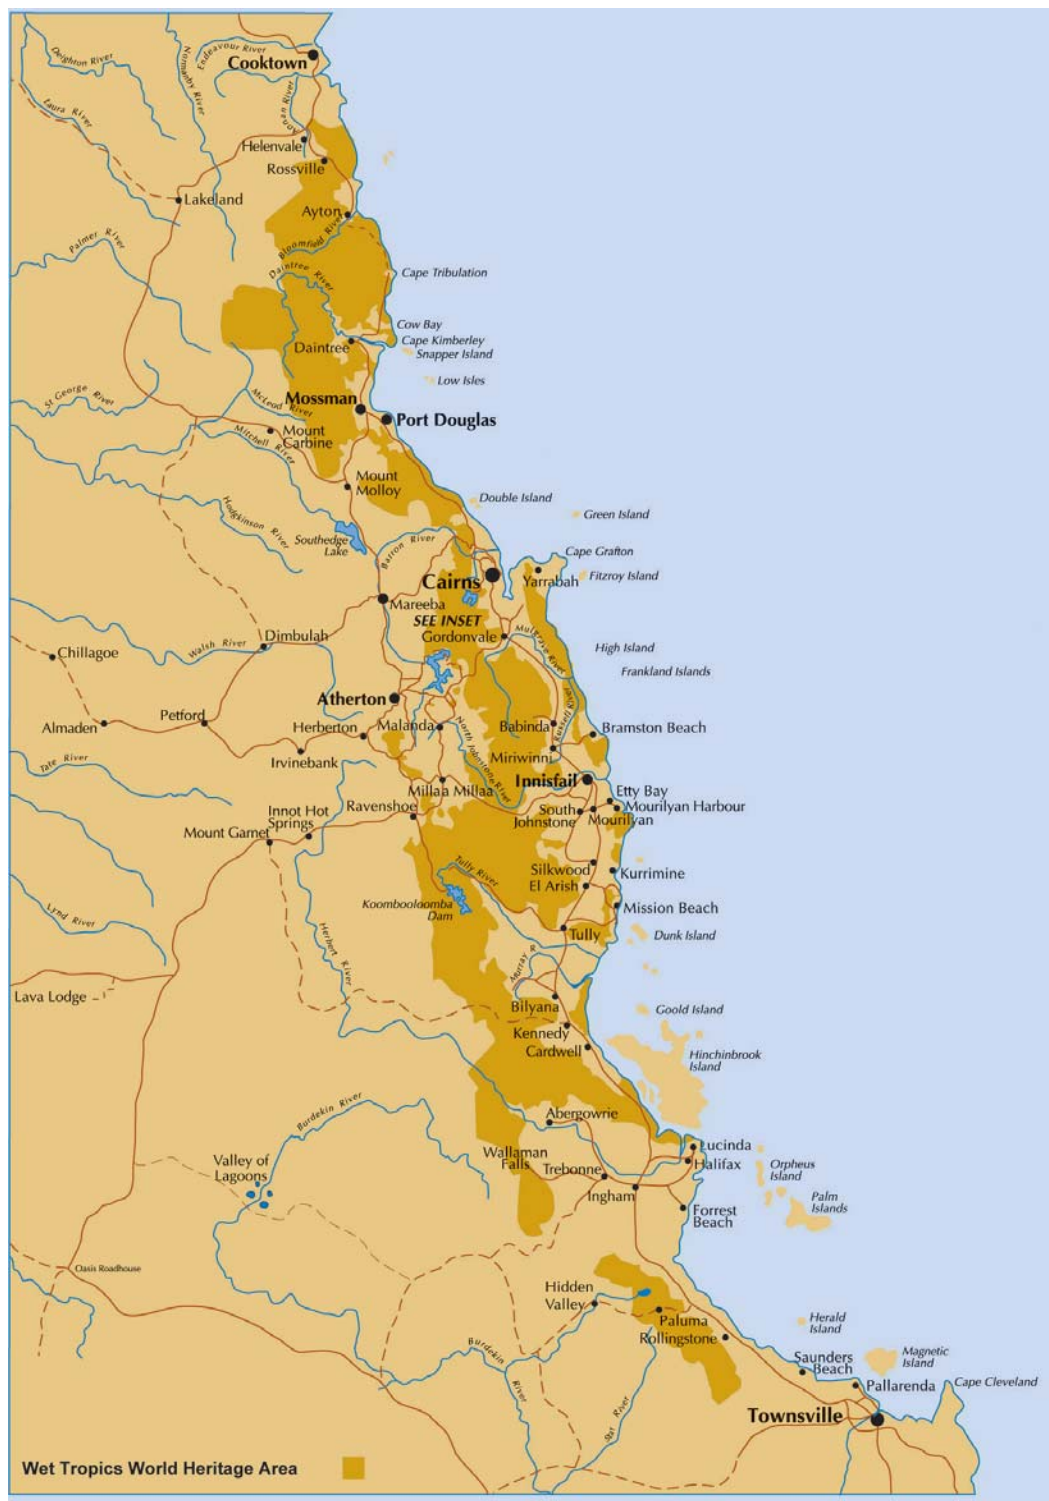 Deighton River
Normanby River
Endeavour River
Cooktown
Laura River
Annan River
Helenvale
Rossville
Lakeland
Ayton
Palmer River
Bloomfield River
Daintree River
Cape Tribulation
Cow Bay
Cape Kimberley
Snapper Island
Daintree
Low Isles
St George River
McLeod River
Mossman
Port Douglas
Mount
Carbine
Mitchell River
Mount
Molloy
Double Island
Hodgkinson River
Green Island
Southedge
Lake
Barron River
Cape Grafton
Cairns
Yarrabah
Fitzroy Island
Mareeba
SEE INSET
Gordonvale
Mulgrave River
Dimbulah
Walsh River
Chillagoe
High Island
Frankland Islands
Atherton
Russell River
Petford
Almaden
Herberton
Malanda
North Johnstone River
Babinda
Bramston Beach
Miriwinni
Irvinebank
Tate River
Innisfail
Millaa Millaa
Etty Bay
Mourilyan Harbour
Ravenshoe
South
Johnstone
Mourilyan
Innot Hot
Springs
Mount Garnet
Tully River
Silkwood
Kurrimine
El Arish
Koombooloomba
Dam
Mission Beach
Lynd River
Herbert River
Tully
Dunk Island
Murray R
Lava Lodge
Bilyana
Goold Island
Kennedy
Cardwell
Hinchinbrook
Island
Burdekin River
Abergowrie
Wallaman
Falls
Lucinda
Halifax
Valley of
Lagoons
Trebonne
Orpheus
Island
Ingham
Palm
Islands
Forrest
Beach
Oasis Roadhouse
Hidden
Valley
Paluma
Rollingstone
Herald
Island
Burdekin River
Saunders
Beach
Magnetic
Island
Pallarenda
Cape Cleveland
Star River
Townsville
Wet Tropics World Heritage Area